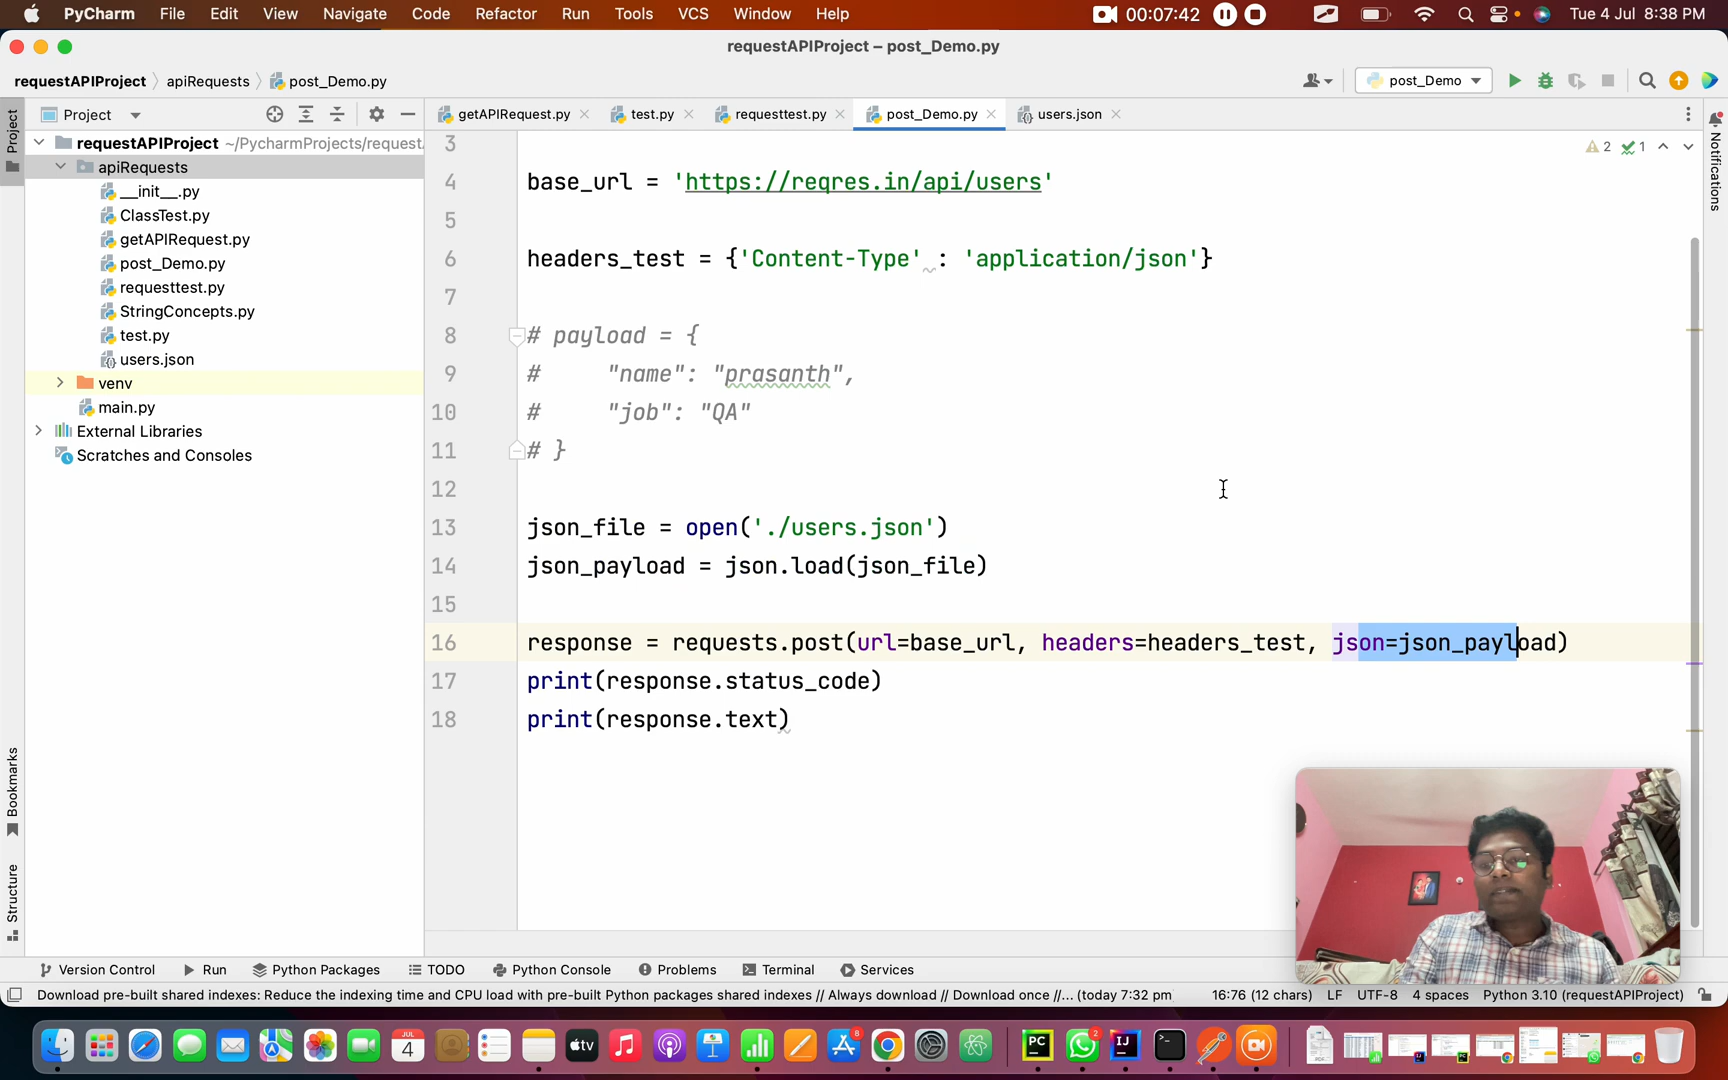 PyCharm File Edit View Navigate Code Refactor Run Tools VCS Window Help 00:07:42 Tue 4 Jul 8:38 PM
requestAPIProject – post_Demo.py
requestAPIProject apiRequests post_Demo.py post_Demo
Project getAPIRequest.py test.py requesttest.py post_Demo.py users.json
Project
Notifications
Bookmarks
Structure
requestAPIProject ~/PycharmProjects/request
apiRequests
__init__.py
ClassTest.py
getAPIRequest.py
post_Demo.py
requesttest.py
StringConcepts.py
test.py
users.json
venv
main.py
External Libraries
Scratches and Consoles
2 1
3
4 base_url = 'https://reqres.in/api/users'
5
6 headers_test = {'Content-Type' : 'application/json'}
7
8 # payload = {
9 # "name": "prasanth",
10 # "job": "QA"
11 # }
12
13 json_file = open('./users.json')
14 json_payload = json.load(json_file)
15
16 response = requests.post(url=base_url, headers=headers_test, json=json_payload)
17 print(response.status_code)
18 print(response.text)
Version Control Run Python Packages TODO Python Console Problems Terminal Services
Download pre-built shared indexes: Reduce the indexing time and CPU load with pre-built Python packages shared indexes // Always download // Download once //... (today 7:32 pm 16:76 (12 chars) LF UTF-8 4 spaces Python 3.10 (requestAPIProject)
JUL
4
tv
8
PC
2
IJ